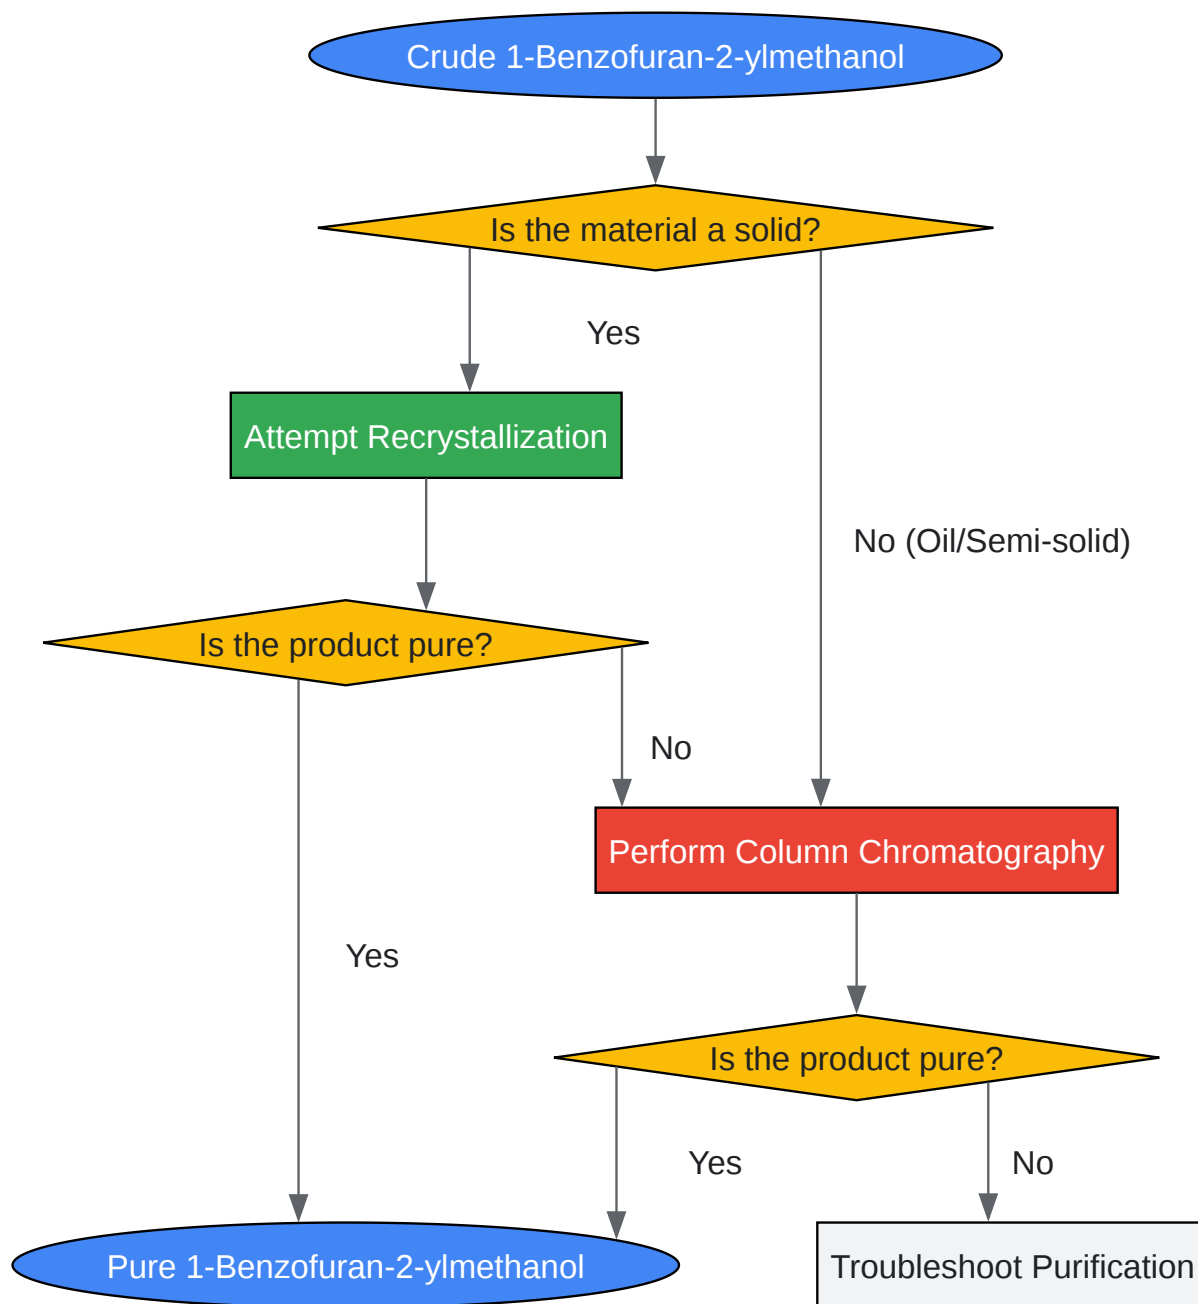 Crude 1-Benzofuran-2-ylmethanol
Is the material a solid?
Yes
Attempt Recrystallization
No (Oil/Semi-solid)
Is the product pure?
No
Perform Column Chromatography
Yes
Is the product pure?
Yes
No
Pure 1-Benzofuran-2-ylmethanol
Troubleshoot Purification